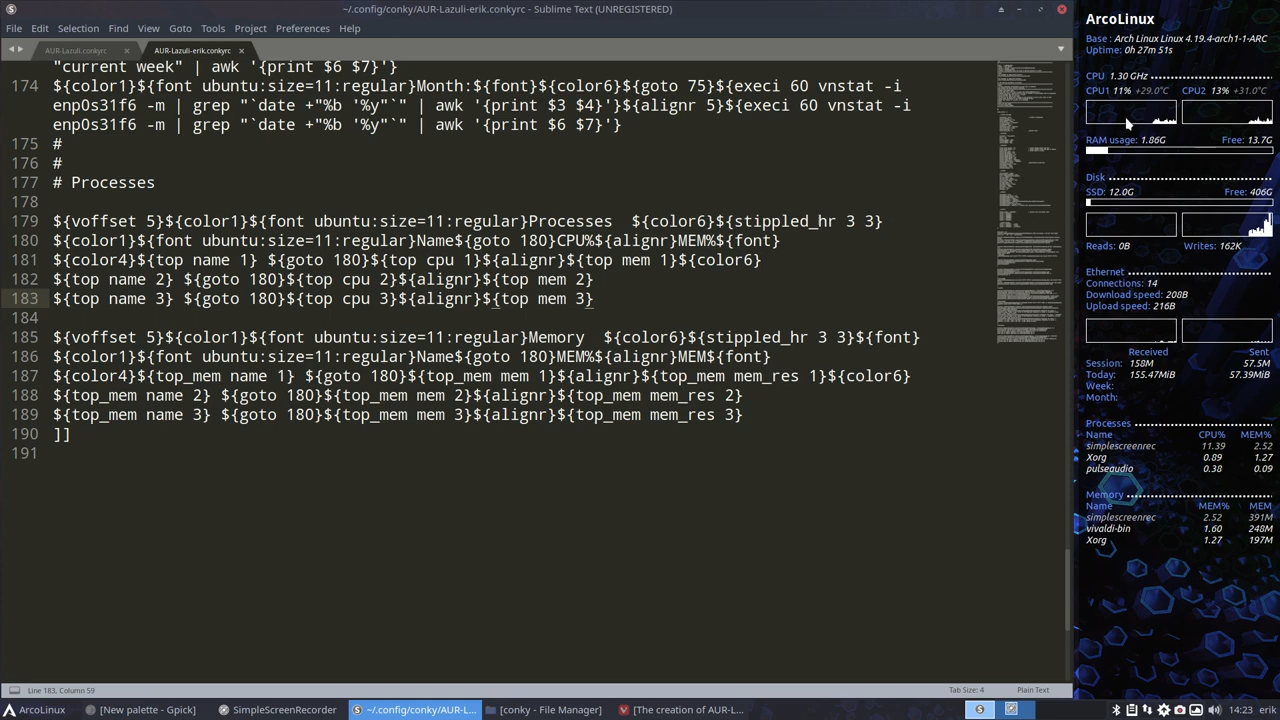 ~/.config/conky/AUR-Lazuli-erik.conkyrc - Sublime Text (UNREGISTERED)
File Edit Selection Find View Goto Tools Project Preferences Help
AUR-Lazuli.conkyrc × AUR-Lazuli-erik.conkyrc ×
"current week" | awk '{print $6 $7}'}
174 ${color1}${font ubuntu:size=11:regular}Month:${font}${color6}${goto 75}${execi 60 vnstat -i
enp0s31f6 -m | grep "`date +"%b '%y"`" | awk '{print $3 $4}'}${alignr 5}${execi 60 vnstat -i
enp0s31f6 -m | grep "`date +"%b '%y"`" | awk '{print $6 $7}'}
175 #
176 #
177 # Processes
178
179 ${voffset 5}${color1}${font ubuntu:size=11:regular}Processes  ${color6}${stippled_hr 3 3}
180 ${color1}${font ubuntu:size=11:regular}Name${goto 180}CPU%${alignr}MEM%${font}
181 ${color4}${top name 1} ${goto 180}${top cpu 1}${alignr}${top mem 1}${color6}
182 ${top name 2} ${goto 180}${top cpu 2}${alignr}${top mem 2}
183 ${top name 3} ${goto 180}${top cpu 3}${alignr}${top mem 3}
184
185 ${voffset 5}${color1}${font ubuntu:size=11:regular}Memory  ${color6}${stippled_hr 3 3}${font}
186 ${color1}${font ubuntu:size=11:regular}Name${goto 180}MEM%${alignr}MEM${font}
187 ${color4}${top_mem name 1} ${goto 180}${top_mem mem 1}${alignr}${top_mem mem_res 1}${color6}
188 ${top_mem name 2} ${goto 180}${top_mem mem 2}${alignr}${top_mem mem_res 2}
189 ${top_mem name 3} ${goto 180}${top_mem mem 3}${alignr}${top_mem mem_res 3}
190 ]]
191
Line 183, Column 59 Tab Size: 4 Plain Text
ArcoLinux
Base : Arch Linux Linux 4.19.4-arch1-1-ARC
Uptime: 0h 27m 51s
CPU 1.30 GHz
CPU1 11% +29.0°C CPU2 13% +31.0°C
RAM usage: 1.86G Free: 13.7G
Disk
SSD: 12.0G Free: 406G
Reads: 0B Writes: 162K
Ethernet
Connections: 14
Download speed: 208B
Upload speed: 216B
Received Sent
Session: 158M 57.5M
Today: 155.47MiB 57.39MiB
Week:
Month:
Processes
Name CPU% MEM%
simplescreenrec 11.39 2.52
Xorg 0.89 1.27
pulseaudio 0.38 0.09
Memory
Name MEM% MEM
simplescreenrec 2.52 391M
vivaldi-bin 1.60 248M
Xorg 1.27 197M
ArcoLinux [New palette - Gpick] SimpleScreenRecorder ~/.config/conky/AUR-L... [conky - File Manager] [The creation of AUR-L... 14:23 erik